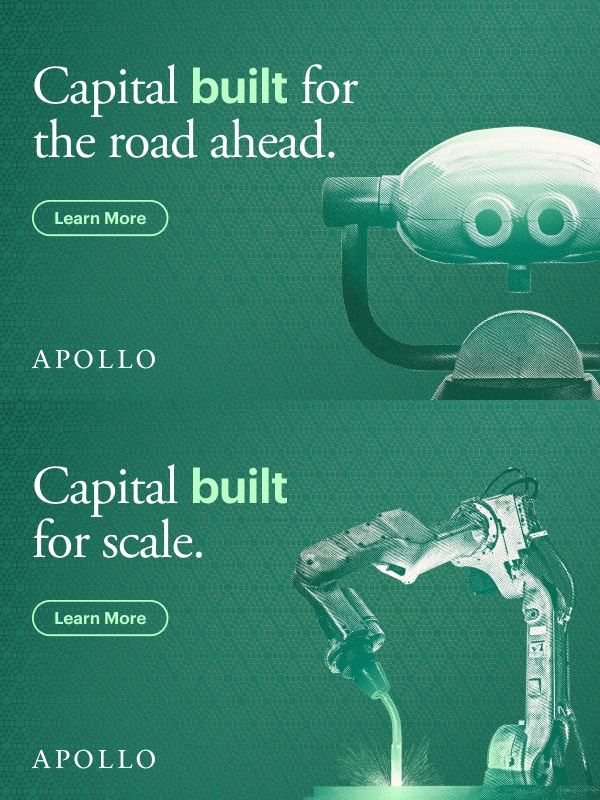 Capital built for
the road ahead.
Learn More
APOLLO
Capital built
for scale.
Learn More
APOLLO